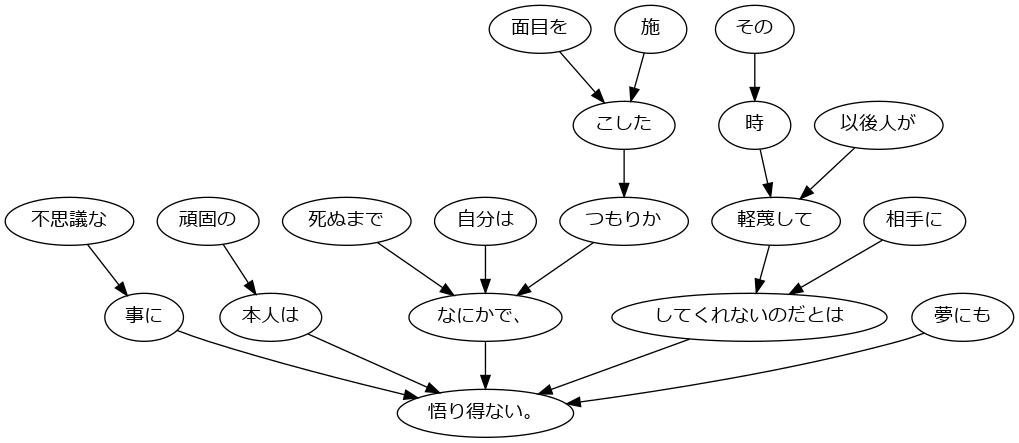 面目を
施
その
こした
時
以後人が
不思議な
頑固の
死ぬまで
自分は
つもりか
軽蔑して
相手に
事に
本人は
なにかで、
してくれないのだとは
夢にも
悟り得ない。